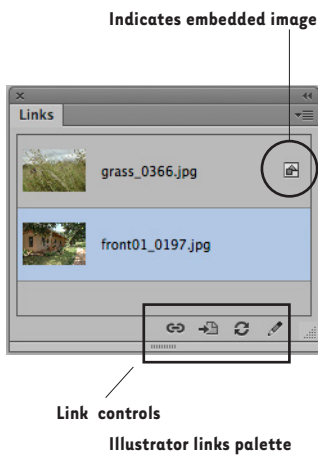 Indicates embedded image
Links
grass_0366.jpg
front01_0197.jpg
Link controls
Illustrator links palette